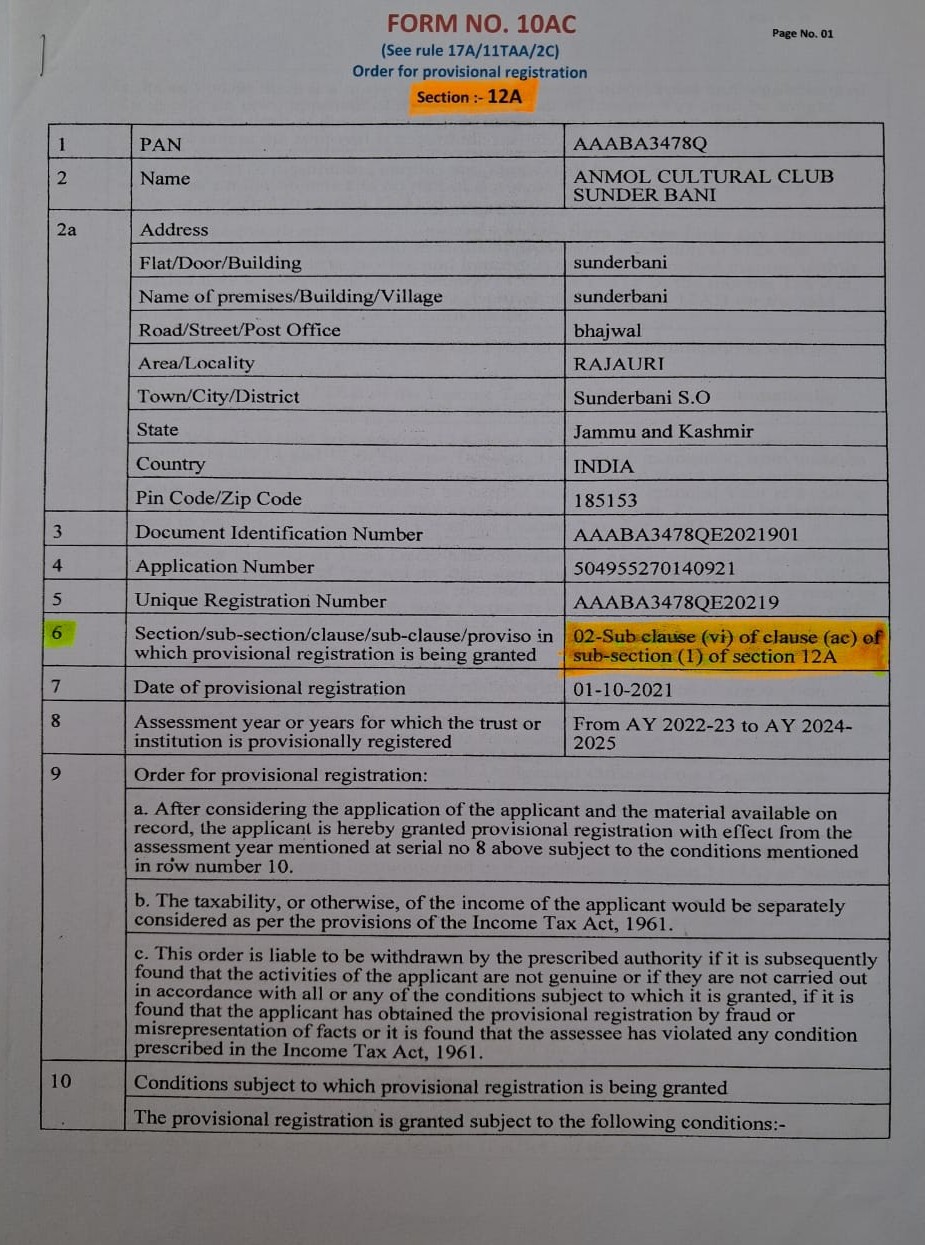 FORM NO. 10AC
Page No. 01
(See rule 17A/11TAA/2C)
Order for provisional registration
Section :- 12A
1 PAN AAABA3478Q
2 Name ANMOL CULTURAL CLUB
SUNDER BANI
2a Address
Flat/Door/Building sunderbani
Name of premises/Building/Village sunderbani
Road/Street/Post Office bhajwal
Area/Locality RAJAURI
Town/City/District Sunderbani S.O
State Jammu and Kashmir
Country INDIA
Pin Code/Zip Code 185153
3 Document Identification Number AAABA3478QE2021901
4 Application Number 504955270140921
5 Unique Registration Number AAABA3478QE20219
6 Section/sub-section/clause/sub-clause/proviso in 02-Sub clause (vi) of clause (ac) of
which provisional registration is being granted sub-section (1) of section 12A
7 Date of provisional registration 01-10-2021
8 Assessment year or years for which the trust or From AY 2022-23 to AY 2024-
institution is provisionally registered 2025
9 Order for provisional registration:
a. After considering the application of the applicant and the material available on
record, the applicant is hereby granted provisional registration with effect from the
assessment year mentioned at serial no 8 above subject to the conditions mentioned
in row number 10.
b. The taxability, or otherwise, of the income of the applicant would be separately
considered as per the provisions of the Income Tax Act, 1961.
c. This order is liable to be withdrawn by the prescribed authority if it is subsequently
found that the activities of the applicant are not genuine or if they are not carried out
in accordance with all or any of the conditions subject to which it is granted, if it is
found that the applicant has obtained the provisional registration by fraud or
misrepresentation of facts or it is found that the assessee has violated any condition
prescribed in the Income Tax Act, 1961.
10 Conditions subject to which provisional registration is being granted
The provisional registration is granted subject to the following conditions:-